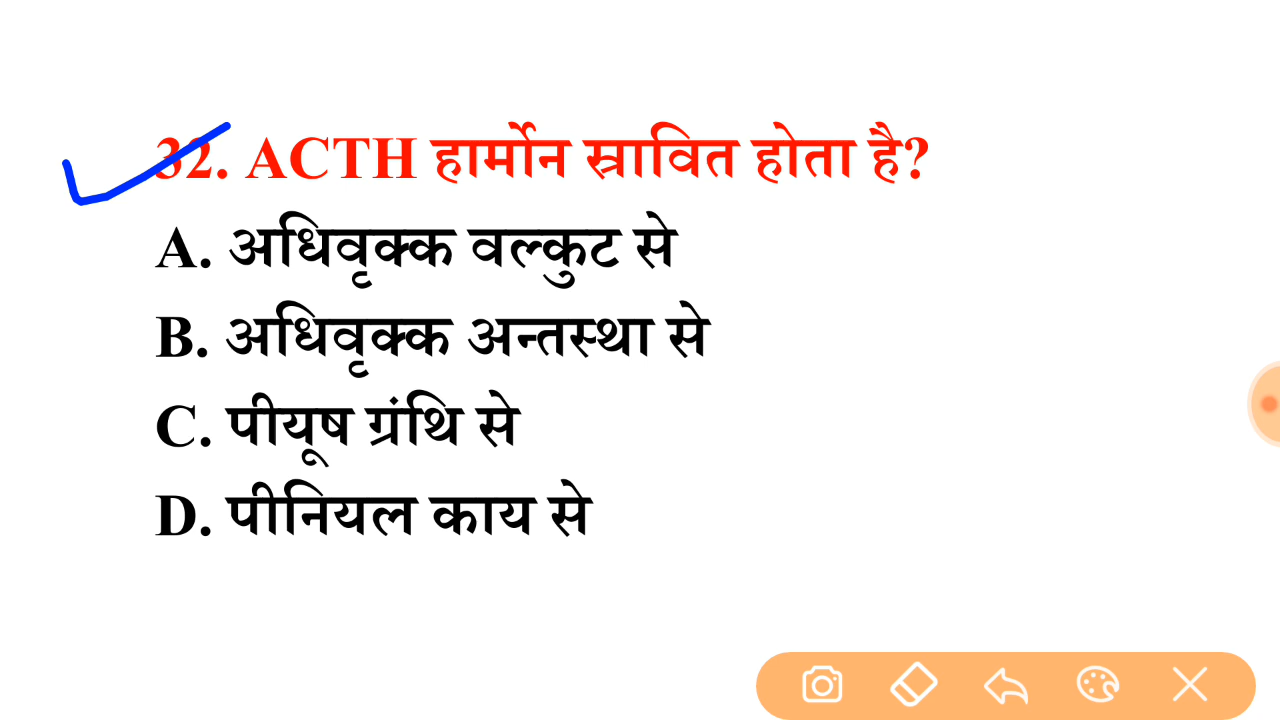 32. ACTH हार्मोन स्रावित होता है?
A. अधिवृक्क वल्कुट से
B. अधिवृक्क अन्तस्था से
C. पीयूष ग्रंथि से
D. पीनियल काय से